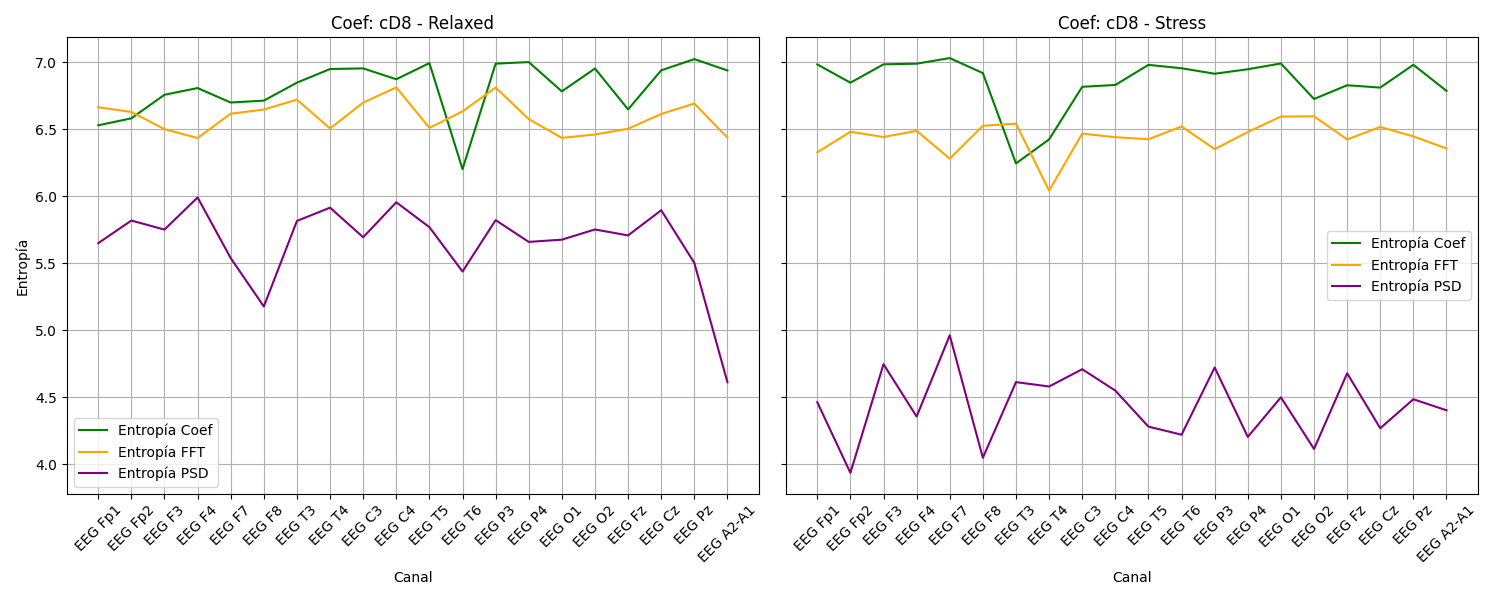 Coef: cD8 - Relaxed
Entropía
7.0
6.5
6.0
5.5
5.0
4.5
4.0
Entropía Coef
Entropía FFT
Entropía PSD
EEG Fp1
EEG Fp2
EEG F3
EEG F4
EEG F7
EEG F8
EEG T3
EEG T4
EEG C3
EEG C4
EEG T5
EEG T6
EEG P3
EEG P4
EEG O1
EEG O2
EEG Fz
EEG Cz
EEG Pz
EEG A2-A1
Canal
Coef: cD8 - Stress
Entropía Coef
Entropía FFT
Entropía PSD
EEG Fp1
EEG Fp2
EEG F3
EEG F4
EEG F7
EEG F8
EEG T3
EEG T4
EEG C3
EEG C4
EEG T5
EEG T6
EEG P3
EEG P4
EEG O1
EEG O2
EEG Fz
EEG Cz
EEG Pz
EEG A2-A1
Canal